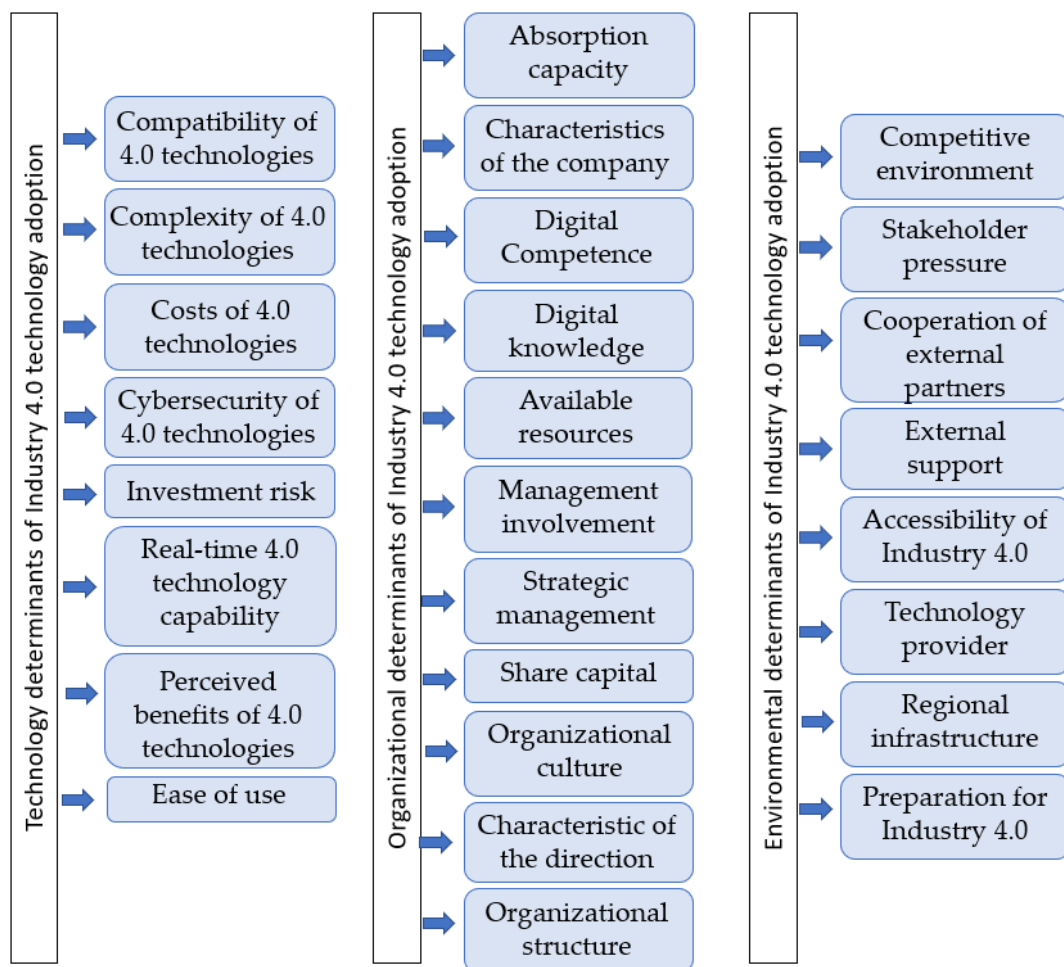 Technology determinants of Industry 4.0 technology adoption
Compatibility of
4.0 technologies
Complexity of 4.0
technologies
Costs of 4.0
technologies
Cybersecurity of
4.0 technologies
Investment risk
Real-time 4.0
technology
capability
Perceived
benefits of 4.0
technologies
Ease of use
Organizational determinants of Industry 4.0 technology adoption
Absorption
capacity
Characteristics
of the company
Digital
Competence
Digital
knowledge
Available
resources
Management
involvement
Strategic
management
Share capital
Organizational
culture
Characteristic of
the direction
Organizational
structure
Environmental determinants of Industry 4.0 technology adoption
Competitive
environment
Stakeholder
pressure
Cooperation of
external
partners
External
support
Accessibility of
Industry 4.0
Technology
provider
Regional
infrastructure
Preparation for
Industry 4.0